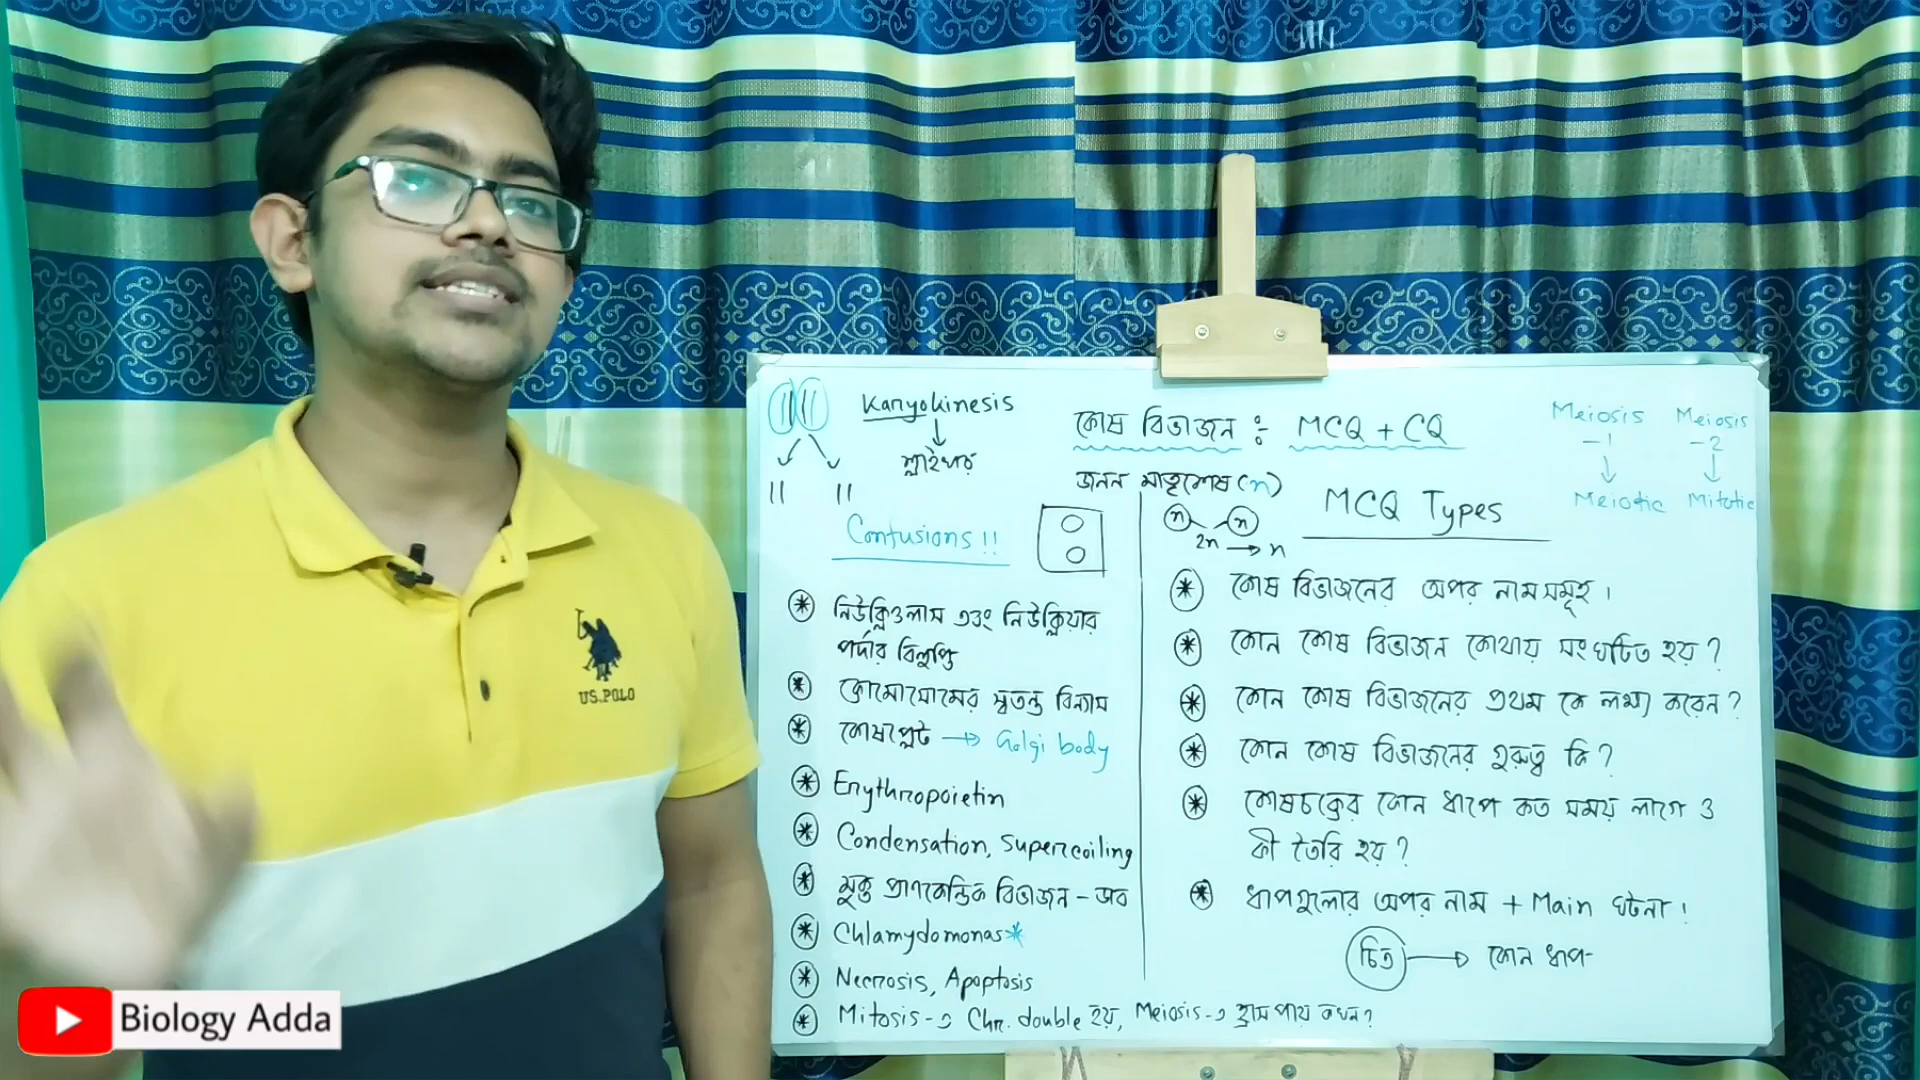 Karyokinesis
কোষ বিভাজন : MCQ + CQ
Meiosis -1
Meiosis -2
Meiotic
Mitotic
জনন মাতৃকোষ (n)
n n
2n → n
MCQ Types
Confusions !!
নিউক্লিওলাস এবং নিউক্লিয়ার
পর্দার বিলুপ্তি
ক্রোমোসোমের স্বতন্ত্র বিন্যাস
কোষপ্লেট → Golgi body
Erythropoietin
Condensation, Supercoiling
মুক্ত প্রাণকেন্দ্রিক বিভাজন - ডাব
Chlamydomonas*
Necrosis, Apoptosis
Mitosis → Chr. double হয়, Meiosis → হ্রাস পায় কখন?
কোষ বিভাজনের অপর নামসমূহ।
কোন কোষ বিভাজন কোথায় সংঘটিত হয়?
কোন কোষ বিভাজনের প্রথম কে লক্ষ্য করেন?
কোন কোষ বিভাজনের গুরুত্ব কি?
কোষচক্রের কোন ধাপে কত সময় লাগে ও
কী তৈরি হয়?
ধাপগুলোর অপর নাম + Main ঘটনা।
চিত্র → কোন ধাপ
U.S. POLO
Biology Adda